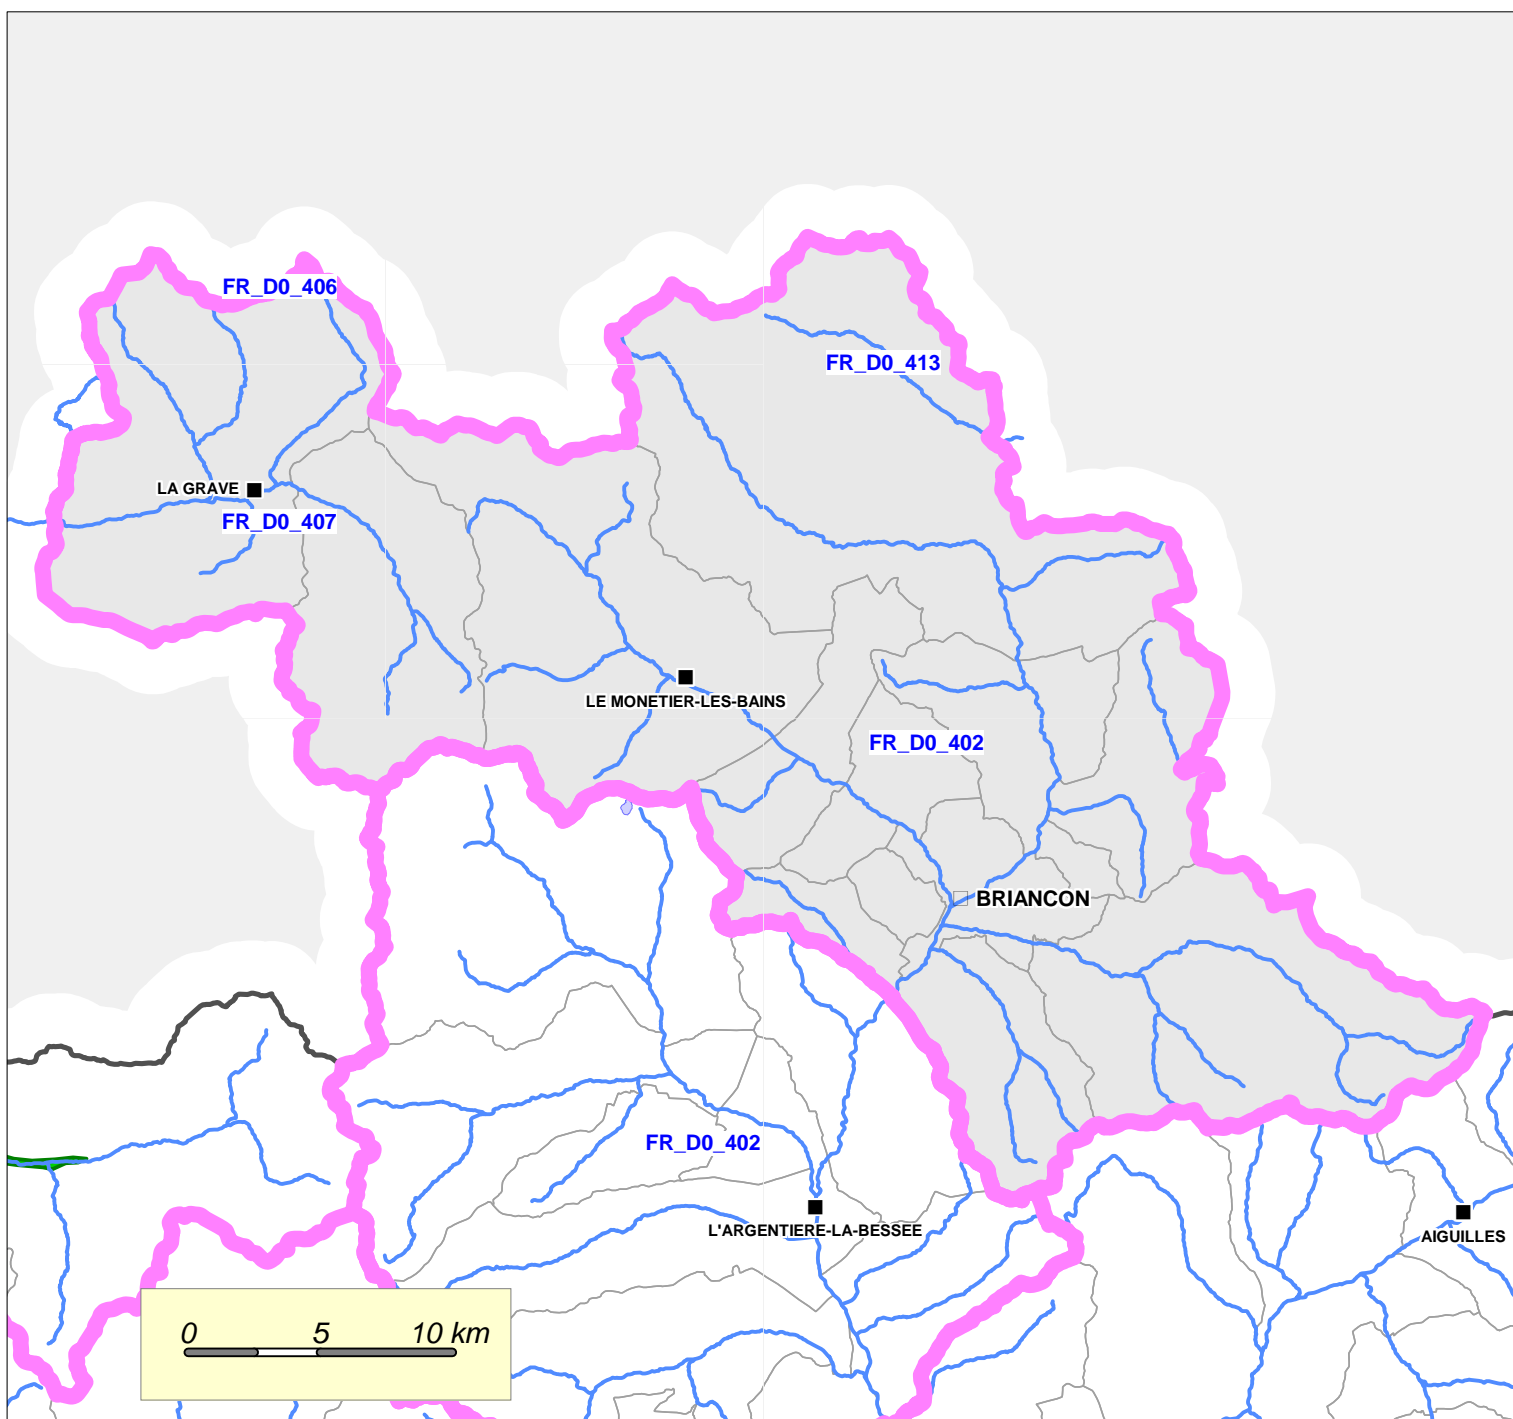 FR_D0_406
FR_D0_413
LA GRAVE
FR_D0_407
LE MONETIER-LES-BAINS
FR_D0_402
BRIANCON
FR_D0_402
L'ARGENTIERE-LA-BESSEE
AIGUILLES
0 5 10 km